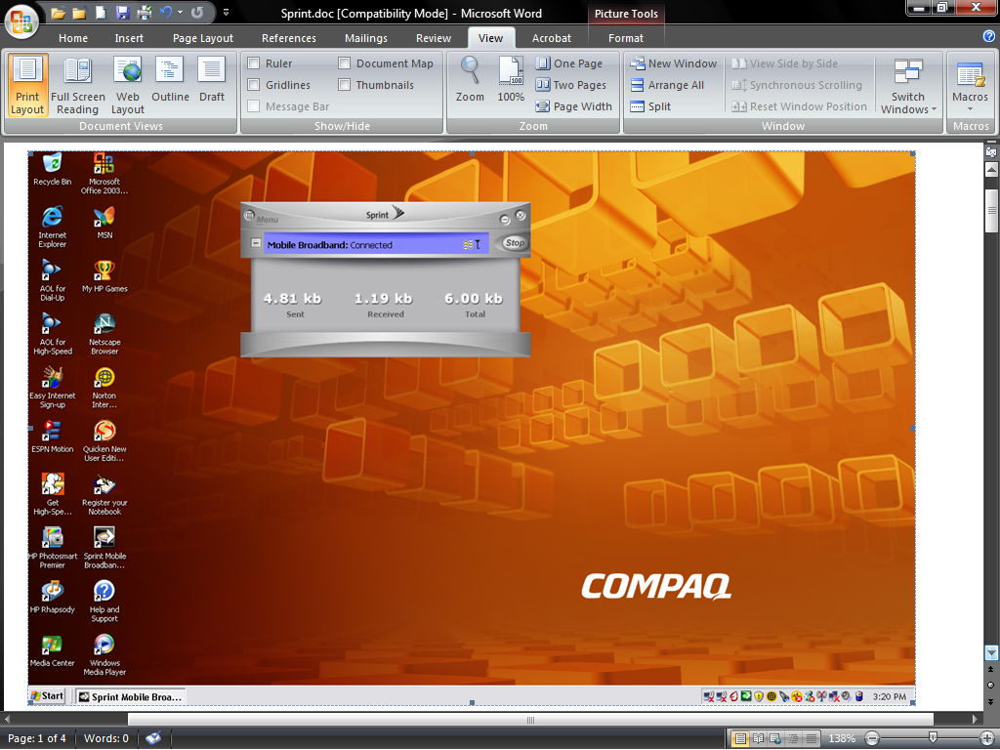 Sprint.doc [Compatibility Mode] - Microsoft Word
Picture Tools
Home Insert Page Layout References Mailings Review View Acrobat Format
Print Layout
Full Screen Reading
Web Layout
Outline
Draft
Document Views
Ruler
Gridlines
Message Bar
Document Map
Thumbnails
Show/Hide
Zoom
100%
One Page
Two Pages
Page Width
Zoom
New Window
Arrange All
Split
View Side by Side
Synchronous Scrolling
Reset Window Position
Switch Windows
Window
Macros
Macros
Recycle Bin
Microsoft
Office 2003...
Internet
Explorer
MSN
AOL for
Dial-Up
My HP Games
AOL for
High-Speed
Netscape
Browser
Easy Internet
Sign-up
Norton
Inter...
ESPN Motion
Quicken New
User Editi...
Get
High-Spe...
Register your
Notebook
HP Photosmart
Premier
Sprint Mobile
Broadban...
HP Rhapsody
Help and
Support
Media Center
Windows
Media Player
Menu
Sprint
Mobile Broadband: Connected
Stop
4.81 kb 1.19 kb 6.00 kb
Sent Received Total
COMPAQ
Start
Sprint Mobile Broa...
3:20 PM
Page: 1 of 4 Words: 0
138%